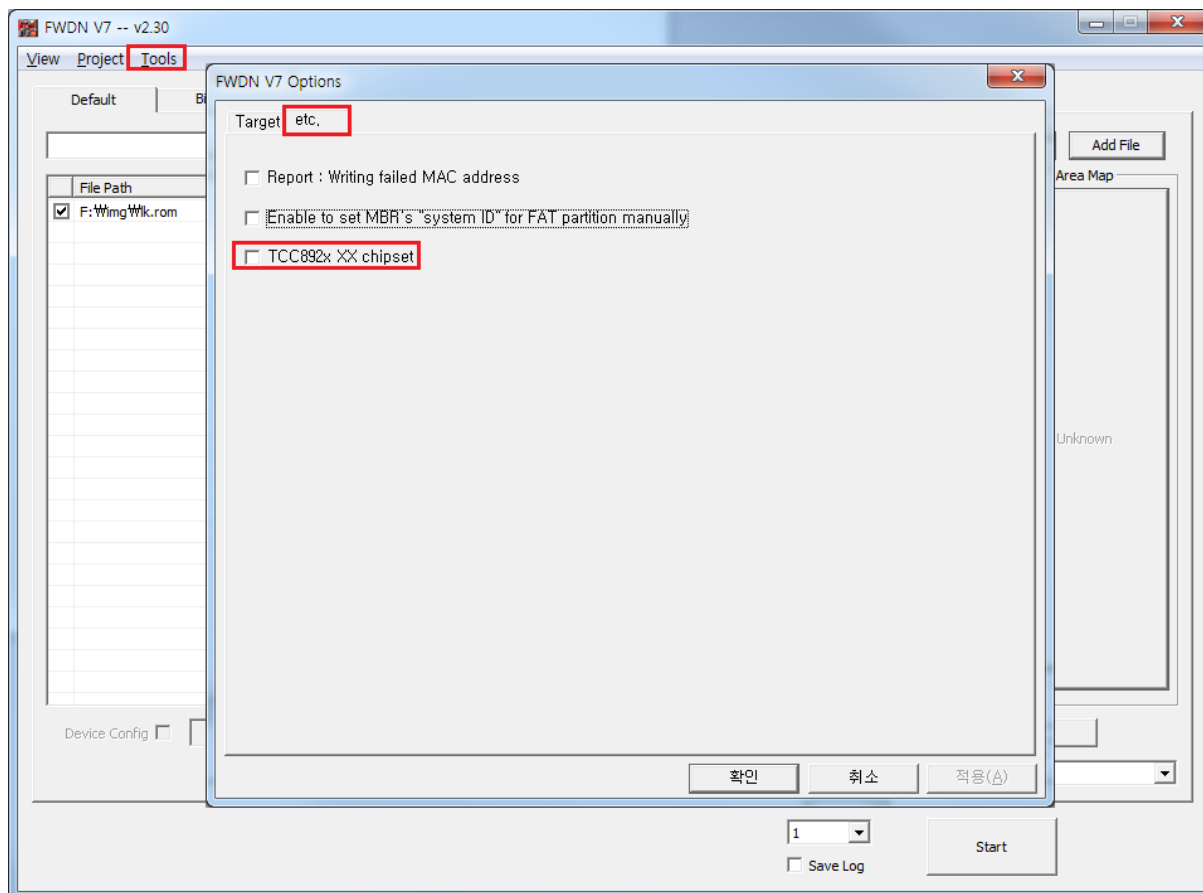 FWDN V7 -- v2.30
View Project Tools
FWDN V7 Options
Default
Bi
Target etc,
Add File
Report : Writing failed MAC address
Area Map
File Path
F:₩img₩lk.rom
Enable to set MBR's "system ID" for FAT partition manually
TCC892x XX chipset
Unknown
Device Config
확인 취소 적용(A)
1
Start
Save Log